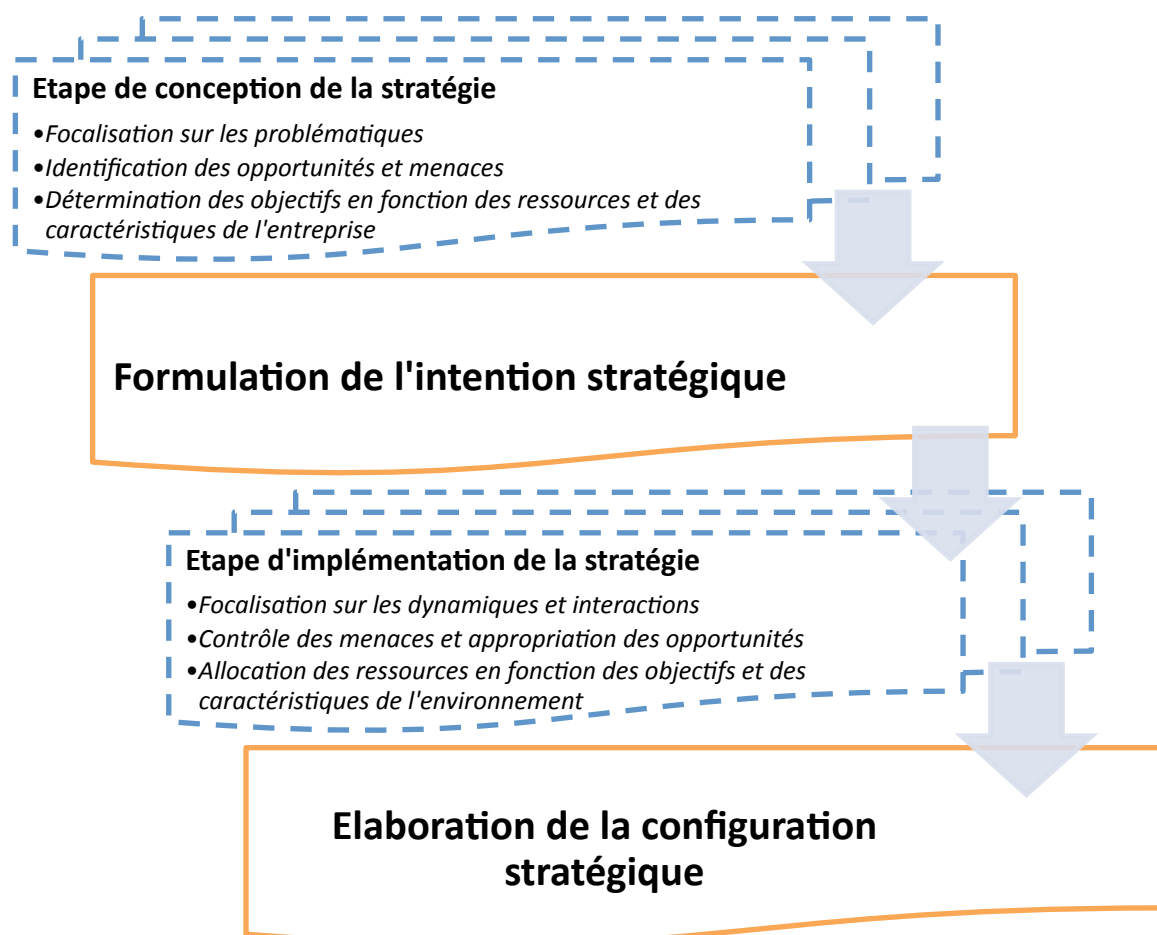 Etape de conception de la stratégie
•Focalisation sur les problématiques
•Identification des opportunités et menaces
•Détermination des objectifs en fonction des ressources et des
caractéristiques de l'entreprise
Formulation de l'intention stratégique
Etape d'implémentation de la stratégie
•Focalisation sur les dynamiques et interactions
•Contrôle des menaces et appropriation des opportunités
•Allocation des ressources en fonction des objectifs et des
caractéristiques de l'environnement
Elaboration de la configuration
stratégique